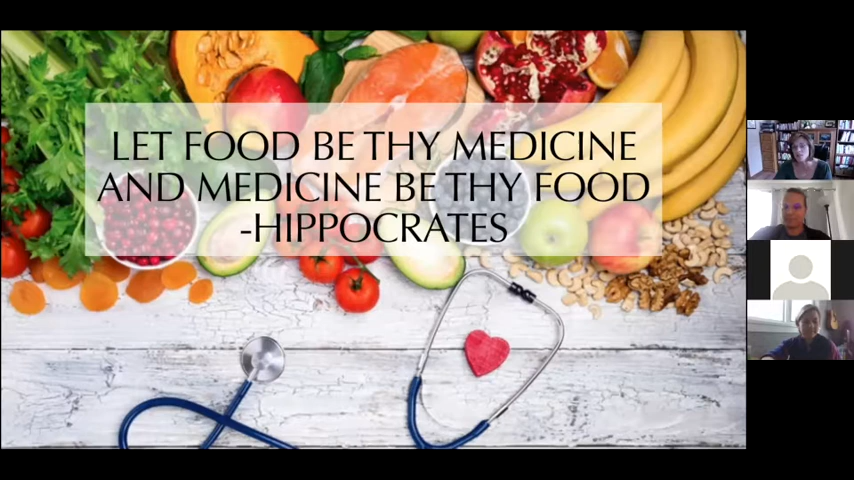 LET FOOD BE THY MEDICINE
AND MEDICINE BE THY FOOD
-HIPPOCRATES